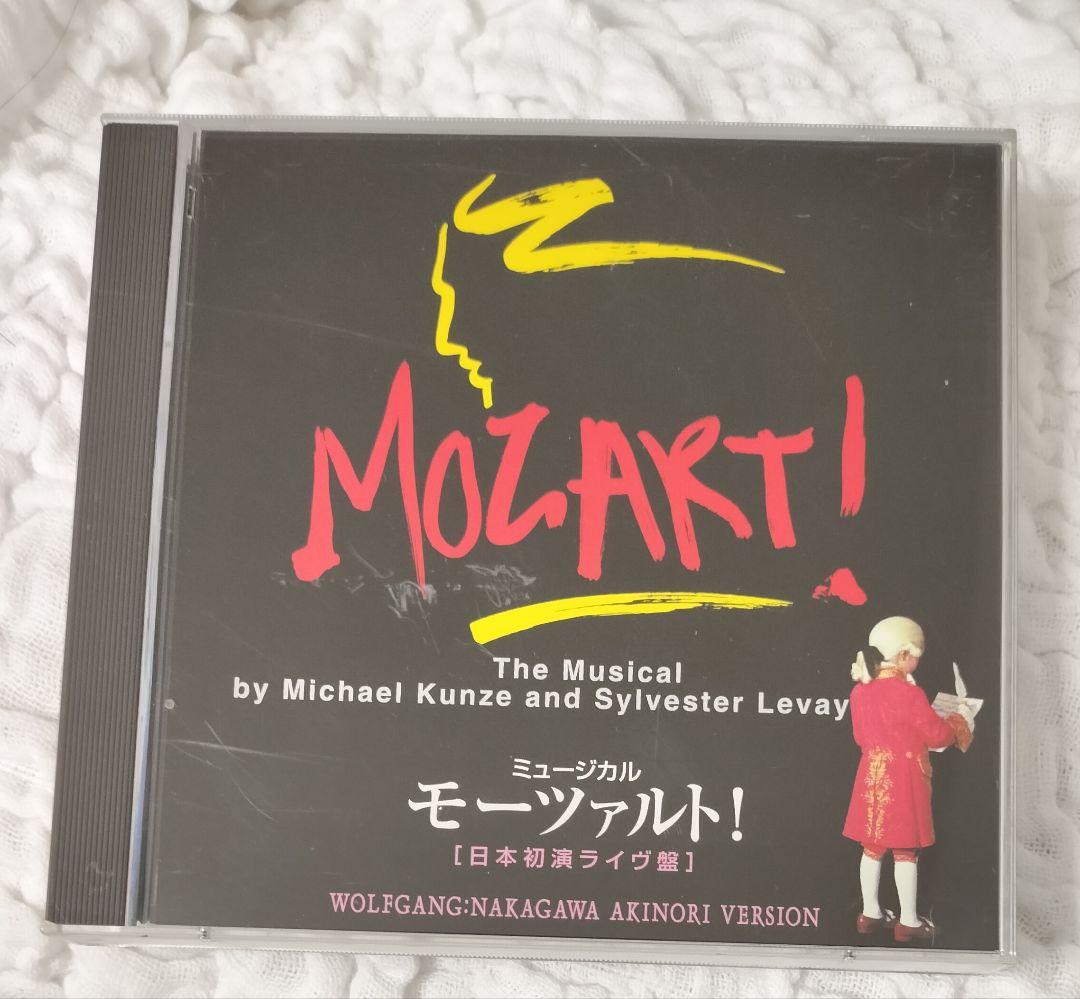 MOZART!
The Musical
by Michael Kunze and Sylvester Levay
ミュージカル
モーツァルト!
[日本初演ライヴ盤]
WOLFGANG:NAKAGAWA AKINORI VERSION